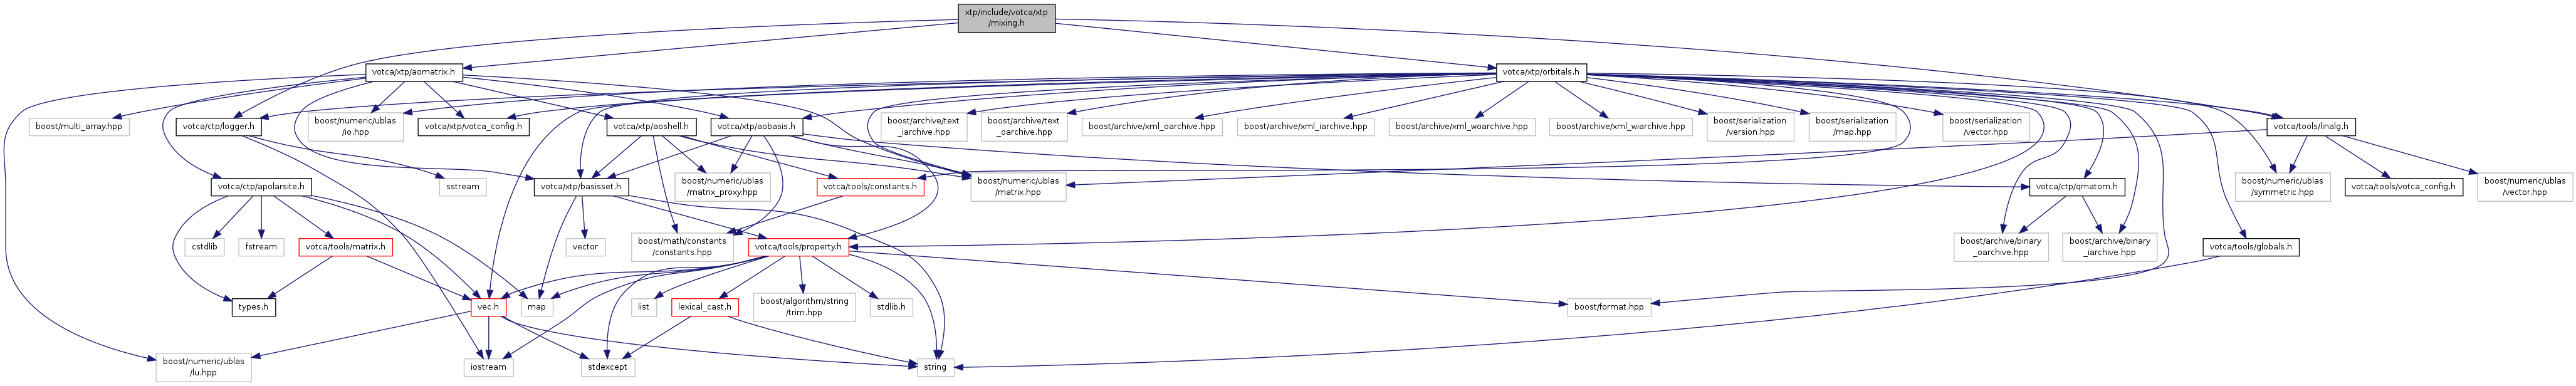 xtp/include/votca/xtp
/mixing.h
votca/xtp/aomatrix.h
votca/xtp/orbitals.h
boost/multi_array.hpp
votca/ctp/logger.h
boost/numeric/ublas
/io.hpp
votca/xtp/votca_config.h
votca/xtp/aoshell.h
votca/xtp/aobasis.h
boost/archive/text
_iarchive.hpp
boost/archive/text
_oarchive.hpp
boost/archive/xml_oarchive.hpp
boost/archive/xml_iarchive.hpp
boost/archive/xml_woarchive.hpp
boost/archive/xml_wiarchive.hpp
boost/serialization
/version.hpp
boost/serialization
/map.hpp
boost/serialization
/vector.hpp
votca/tools/linalg.h
votca/ctp/apolarsite.h
sstream
votca/xtp/basisset.h
boost/numeric/ublas
/matrix_proxy.hpp
votca/tools/constants.h
boost/numeric/ublas
/matrix.hpp
votca/ctp/qmatom.h
boost/numeric/ublas
/symmetric.hpp
votca/tools/votca_config.h
boost/numeric/ublas
/vector.hpp
cstdlib
fstream
votca/tools/matrix.h
vector
boost/math/constants
/constants.hpp
votca/tools/property.h
boost/archive/binary
_oarchive.hpp
boost/archive/binary
_iarchive.hpp
votca/tools/globals.h
types.h
vec.h
map
list
lexical_cast.h
boost/algorithm/string
/trim.hpp
stdlib.h
boost/format.hpp
boost/numeric/ublas
/lu.hpp
iostream
stdexcept
string